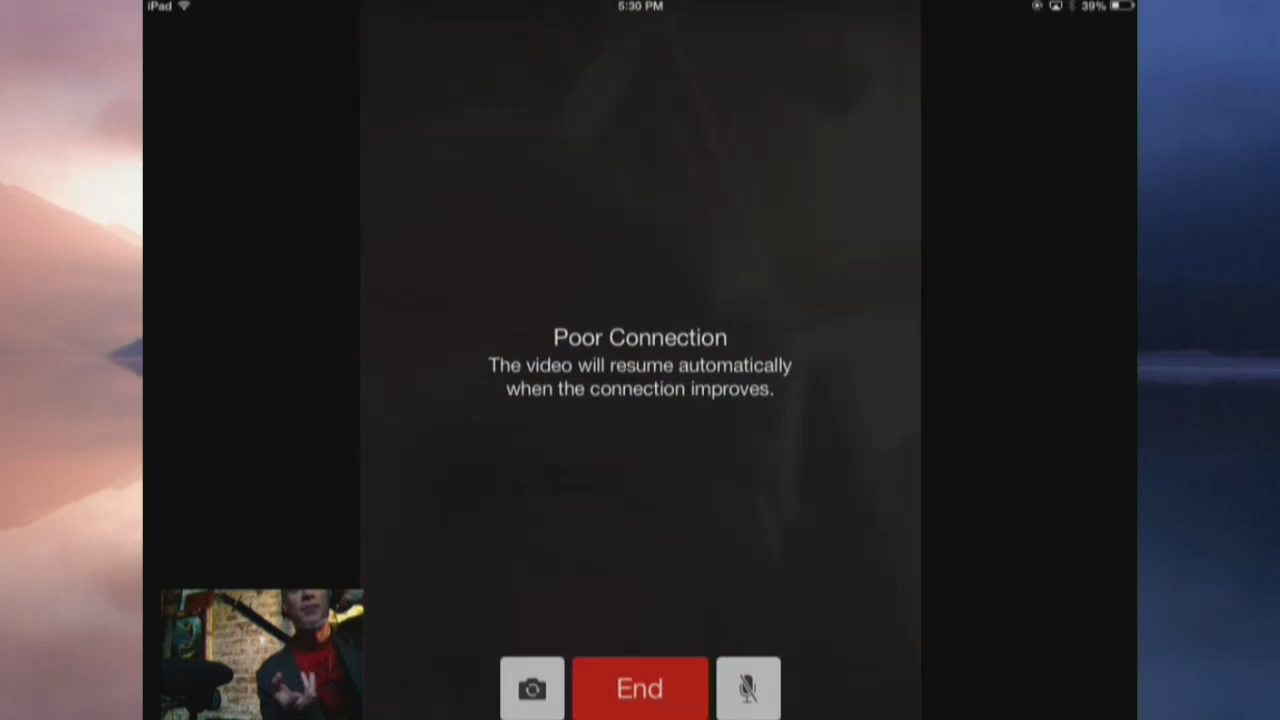 iPad 5:30 PM 39%
Poor Connection
The video will resume automatically
when the connection improves.
End